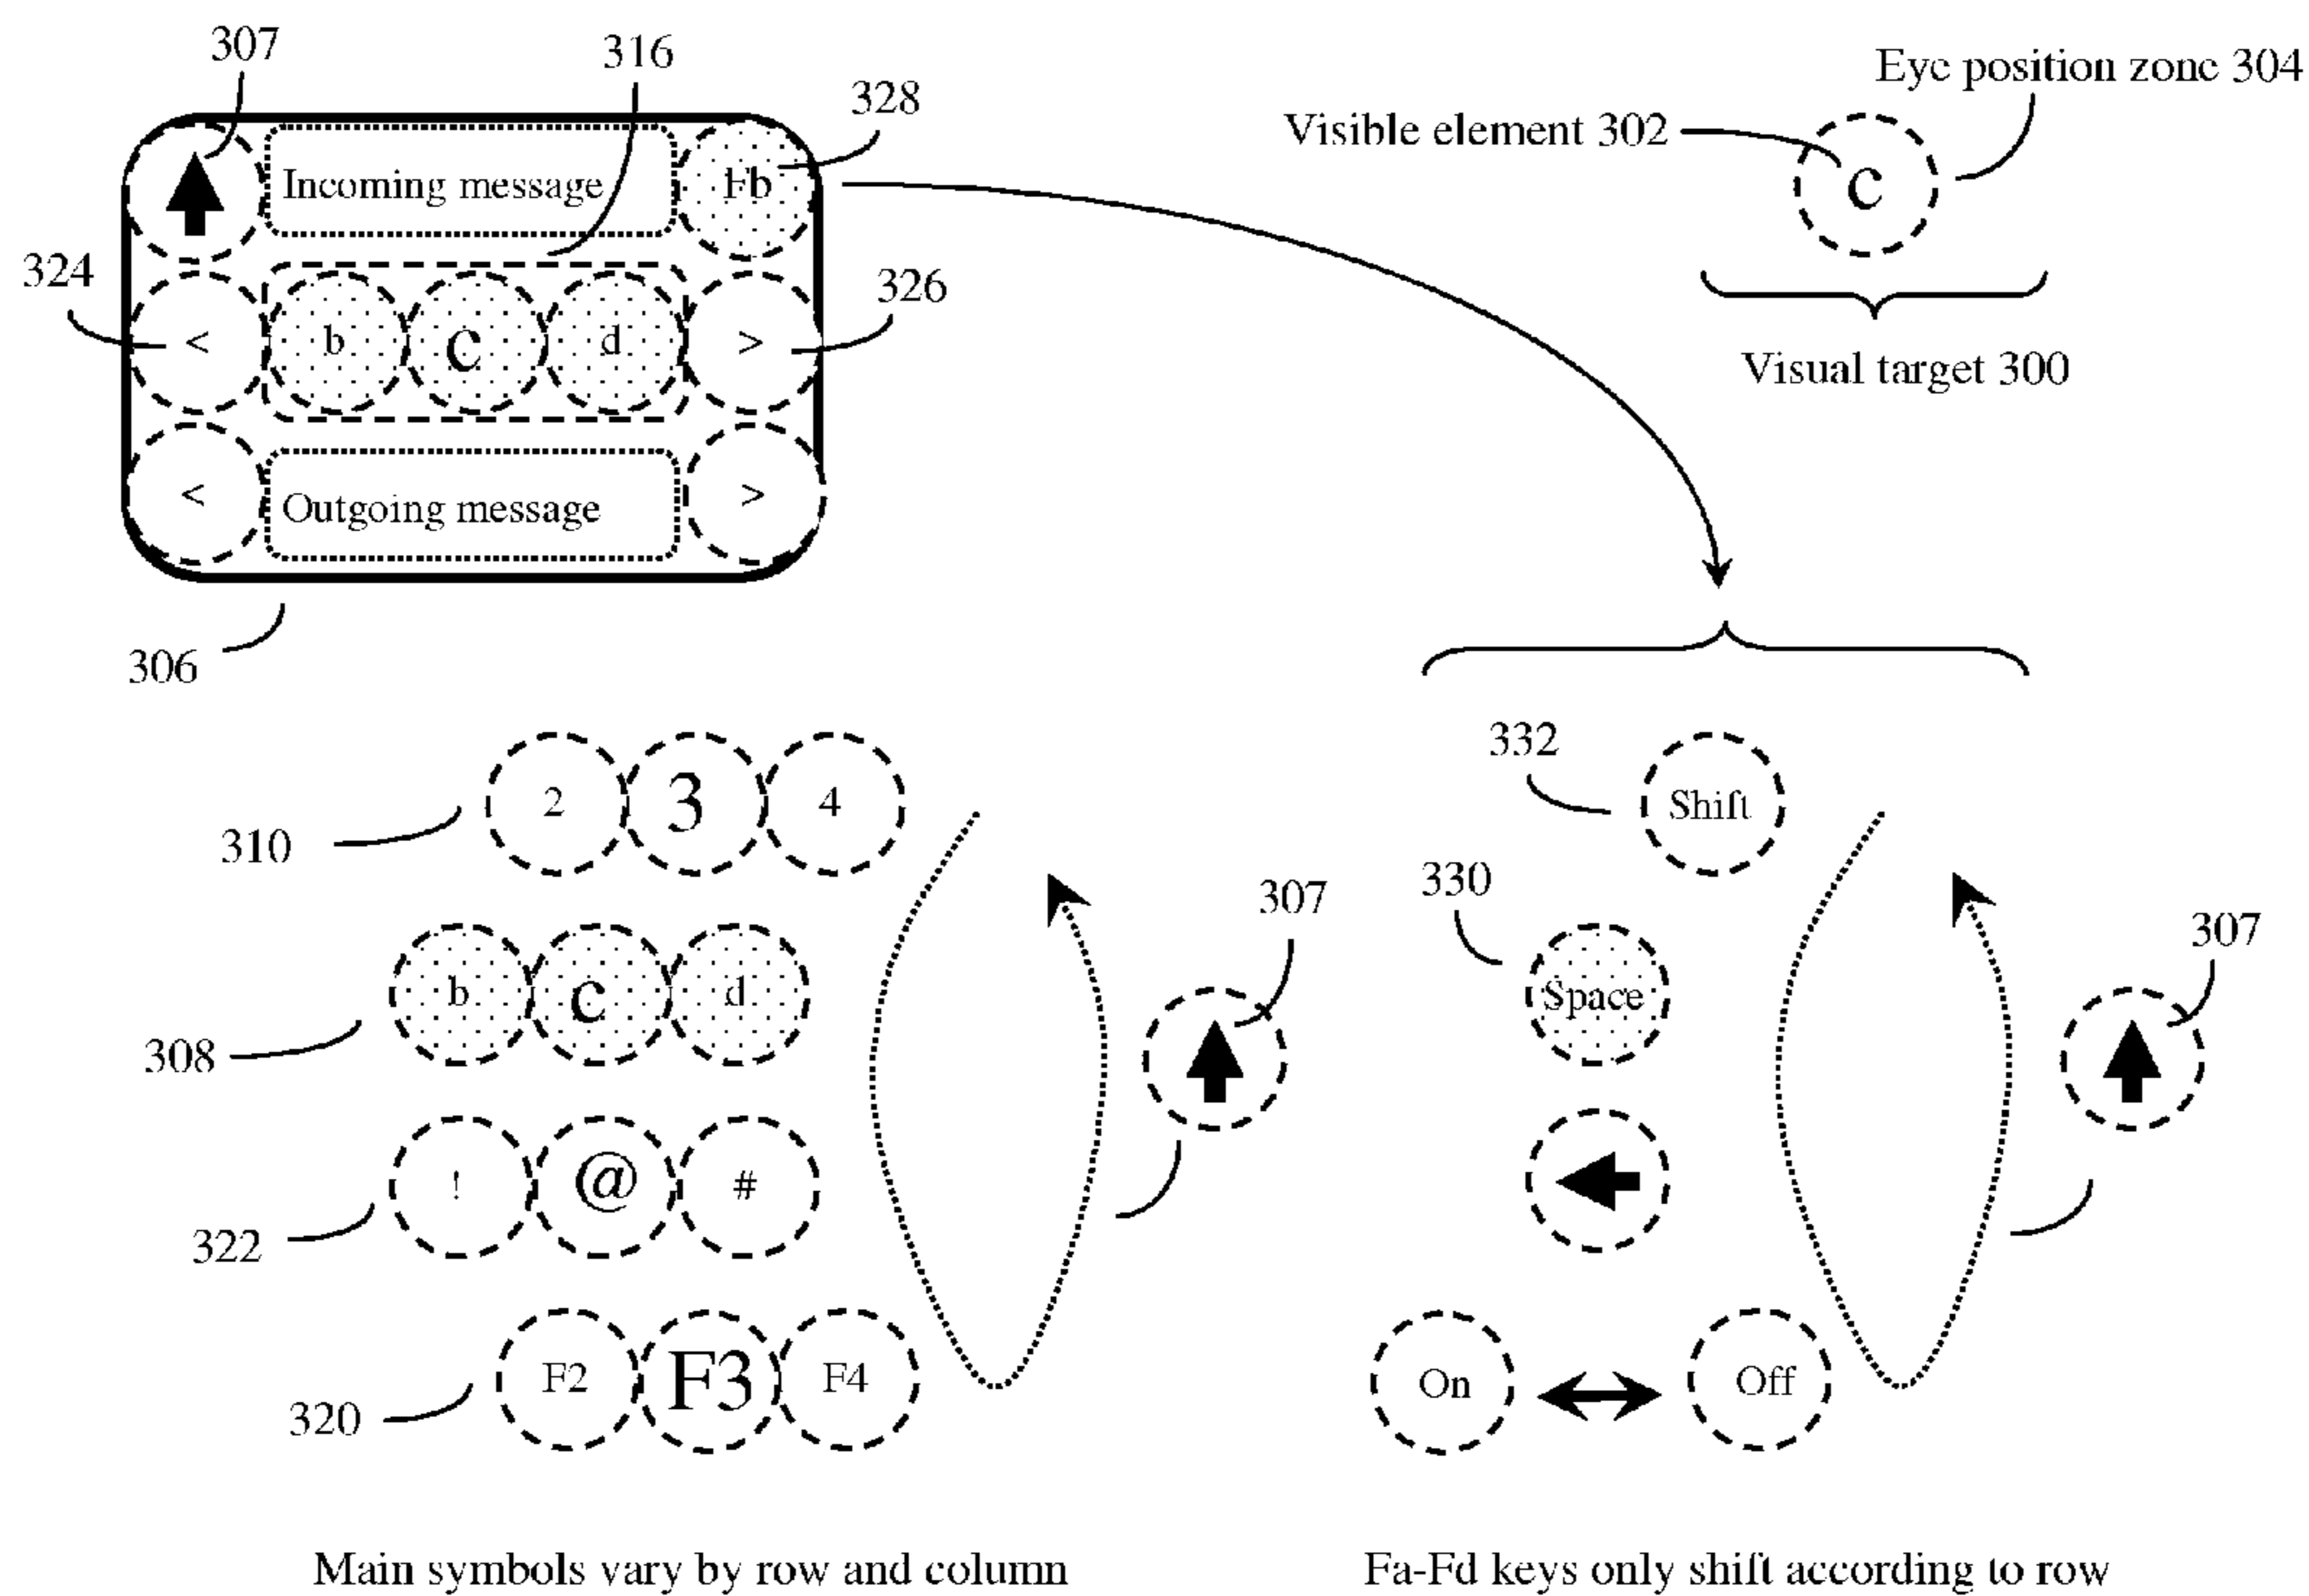 307
316
328
Eye position zone 304
Visible element 302
c
Incoming message
Fb
324
326
<
b
c
d
>
Visual target 300
<
Outgoing message
>
306
332
2
3
4
Shift
310
330
307
307
b
c
d
Space
308
!
@
#
322
F2
F3
F4
On
Off
320
Main symbols vary by row and column
Fa-Fd keys only shift according to row